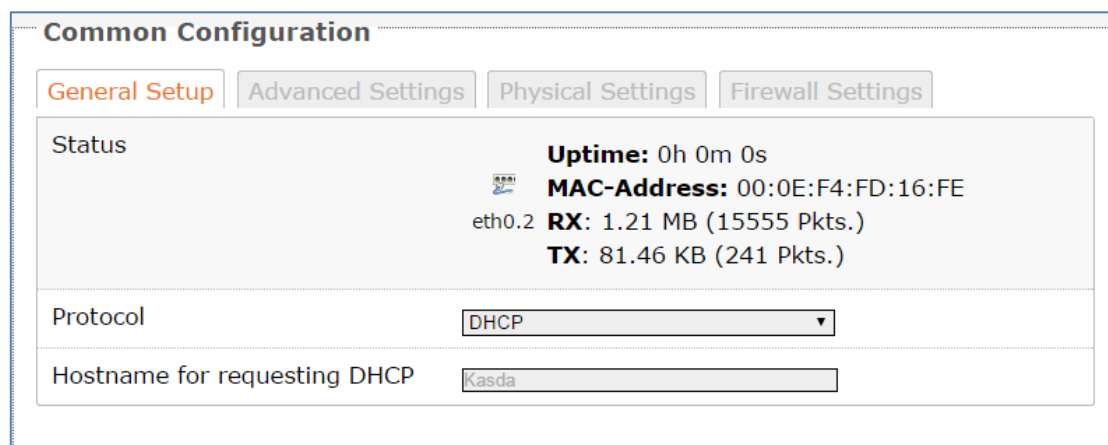 Common Configuration
General Setup Advanced Settings Physical Settings Firewall Settings
Status
Uptime: 0h 0m 0s
MAC-Address: 00:0E:F4:FD:16:FE
eth0.2 RX: 1.21 MB (15555 Pkts.)
TX: 81.46 KB (241 Pkts.)
Protocol DHCP
Hostname for requesting DHCP Kasda